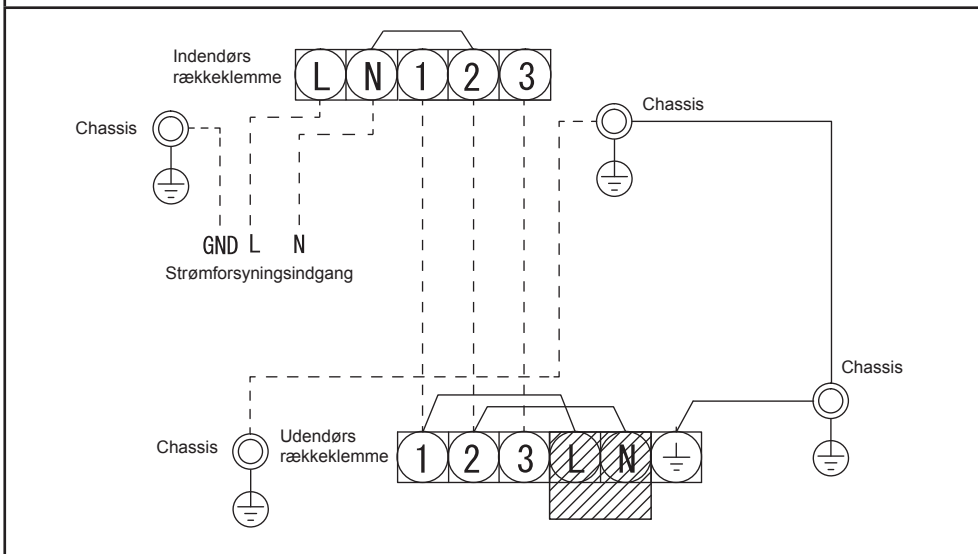 Indendørs
rækkeklemme
L N 1 2 3
Chassis
Chassis
GND L N
Strømforsyningsindgang
Chassis
Chassis
Udendørs
rækkeklemme
1 2 3 L N